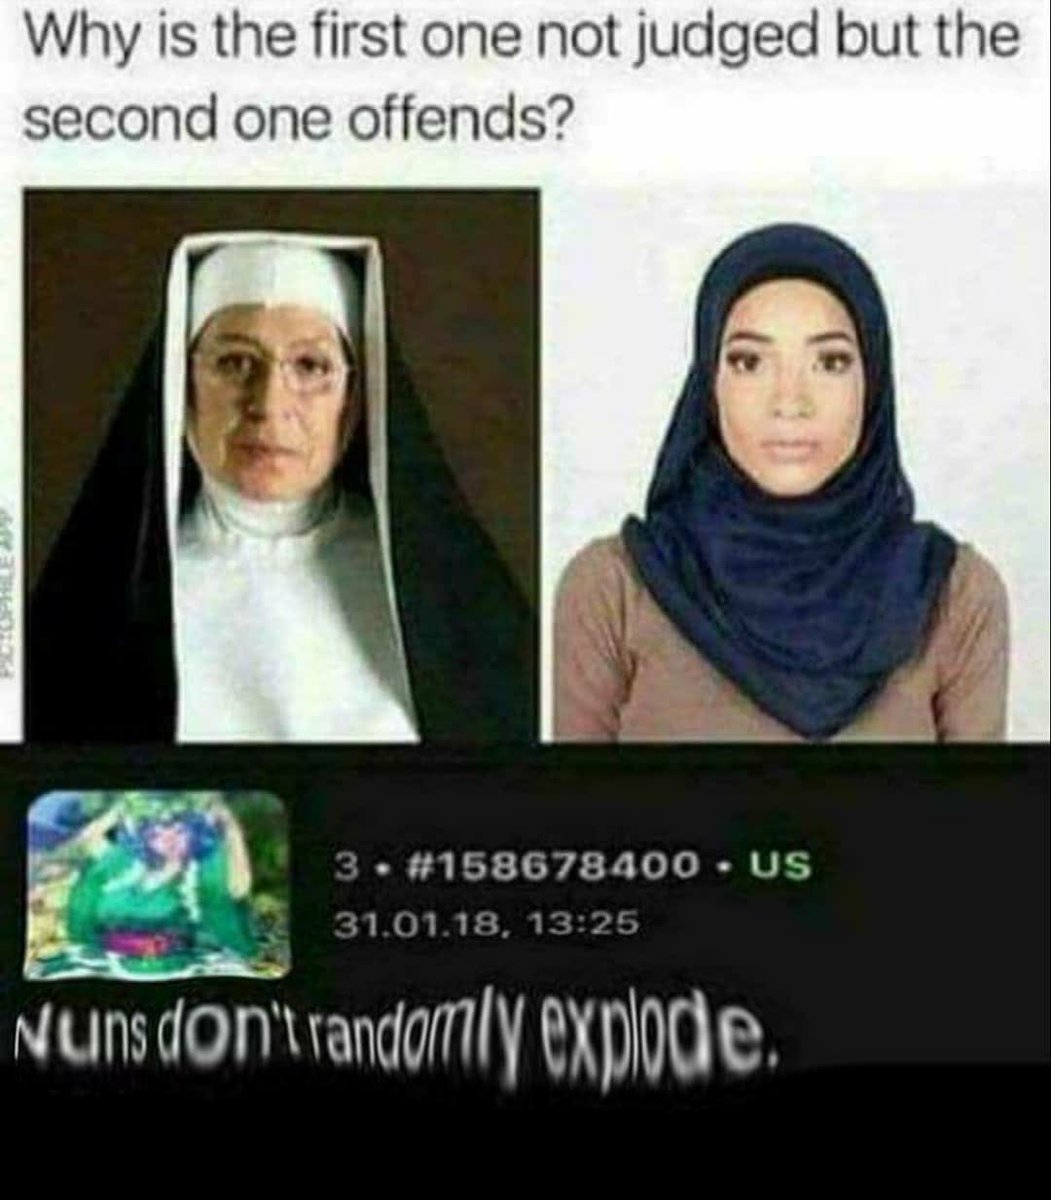 Why is the first one not judged but the
second one offends?
3 • #158678400 • US
31.01.18, 13:25
Nuns don't randomly explode.